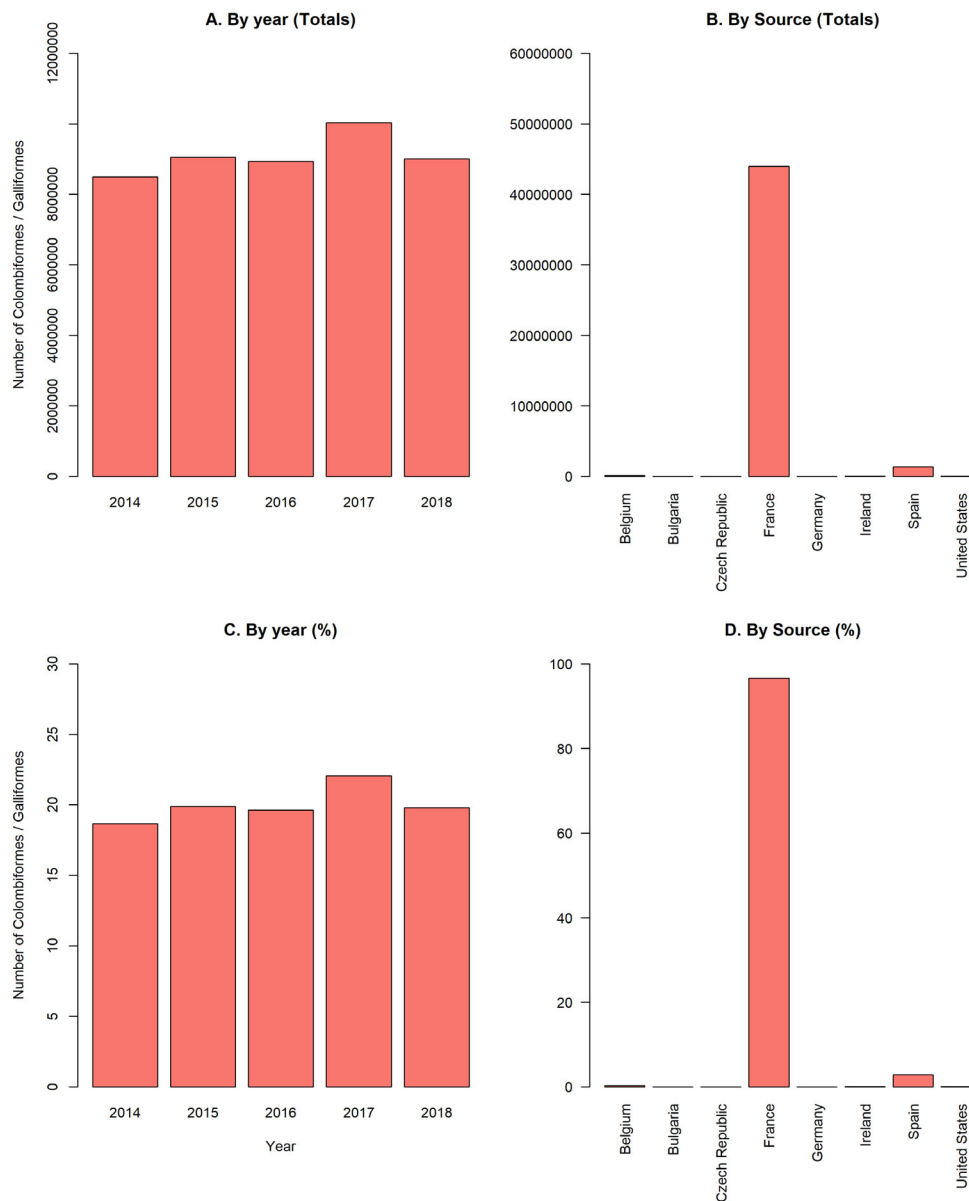 A. By year (Totals)
Number of Colombiformes / Galliformes
12000000
8000000
6000000
4000000
2000000
0
2014 2015 2016 2017 2018
B. By Source (Totals)
60000000
50000000
40000000
30000000
20000000
10000000
0
Belgium
Bulgaria
Czech Republic
France
Germany
Ireland
Spain
United States
C. By year (%)
Number of Colombiformes / Galliformes
30
25
20
15
10
5
0
2014 2015 2016 2017 2018
Year
D. By Source (%)
100
80
60
40
20
0
Belgium
Bulgaria
Czech Republic
France
Germany
Ireland
Spain
United States